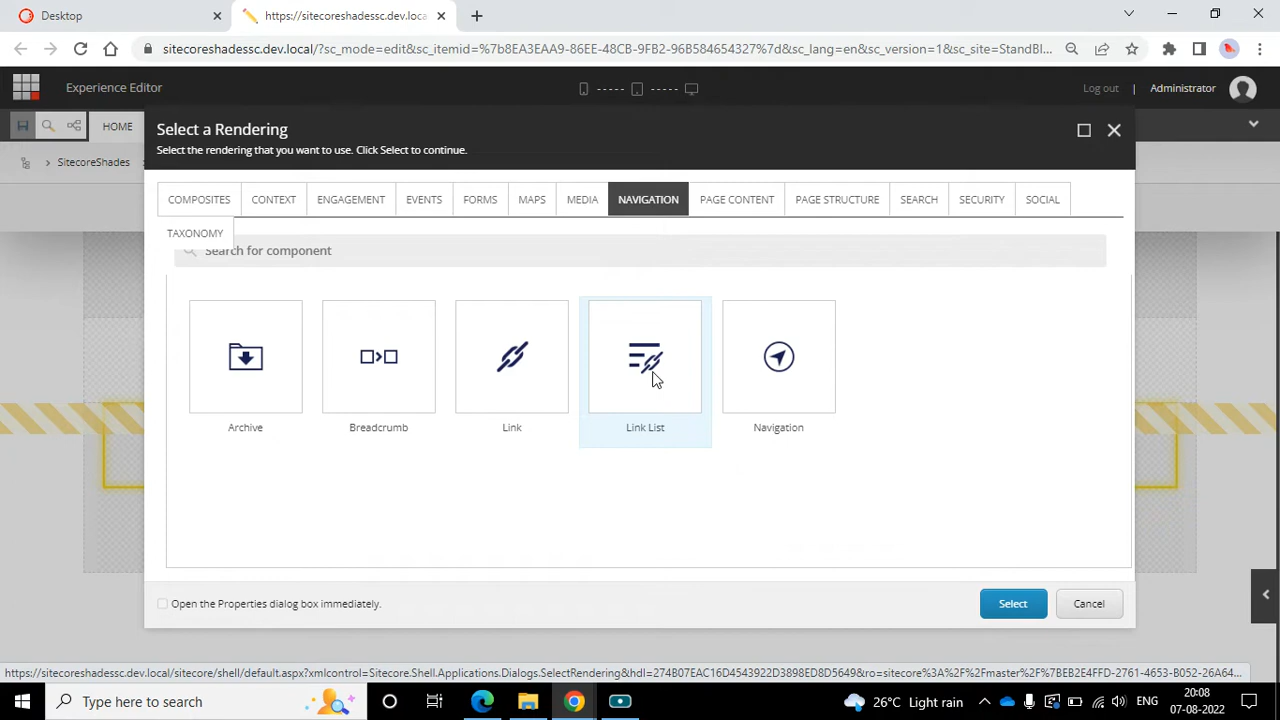 Desktop
https://sitecoreshadessc.dev.loca
sitecoreshadessc.dev.local/?sc_mode=edit&sc_itemid=%7b8EA3EAA9-86EE-48CB-9FB2-96B584654327%7d&sc_lang=en&sc_version=1&sc_site=StandBl...
Experience Editor
Log out | Administrator
HOME
SitecoreShades
Select a Rendering
Select the rendering that you want to use. Click Select to continue.
COMPOSITES CONTEXT ENGAGEMENT EVENTS FORMS MAPS MEDIA NAVIGATION PAGE CONTENT PAGE STRUCTURE SEARCH SECURITY SOCIAL
TAXONOMY
Search for component
Archive Breadcrumb Link Link List Navigation
Open the Properties dialog box immediately.
Select Cancel
https://sitecoreshadessc.dev.local/sitecore/shell/default.aspx?xmlcontrol=Sitecore.Shell.Applications.Dialogs.SelectRendering&hdl=274B07EAC16D4543922D3898ED8D5649&ro=sitecore%3A%2F%2Fmaster%2F%7BEB2E4FFD-2761-4653-B052-26A64...
Type here to search
26°C Light rain
ENG
20:08
07-08-2022